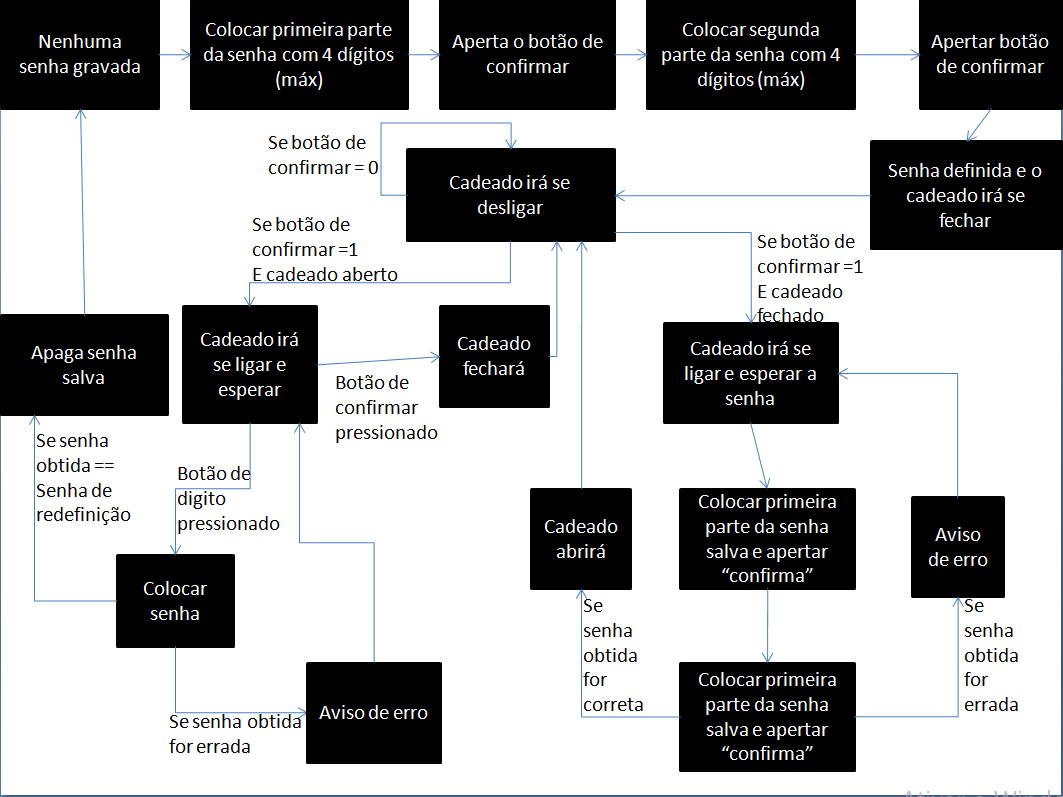 Nenhuma
senha gravada
Colocar primeira parte
da senha com 4 dígitos
(máx)
Aperta o botão de
confirmar
Colocar segunda
parte da senha com 4
dígitos (máx)
Apertar botão
de confirmar
Se botão de
confirmar = 0
Cadeado irá se
desligar
Senha definida e o
cadeado irá se
fechar
Se botão de
confirmar =1
E cadeado aberto
Se botão de
confirmar =1
E cadeado
fechado
Apaga senha
salva
Cadeado irá
se ligar e
esperar
Cadeado
fechará
Cadeado irá se
ligar e esperar a
senha
Botão de
confirmar
pressionado
Se senha
obtida ==
Senha de
redefinição
Botão de
digito
pressionado
Cadeado
abrirá
Colocar primeira
parte da senha
salva e apertar
“confirma”
Aviso
de erro
Colocar
senha
Se
senha
obtida
for
correta
Se
senha
obtida
for
errada
Aviso de erro
Se senha obtida
for errada
Colocar primeira
parte da senha
salva e apertar
“confirma”